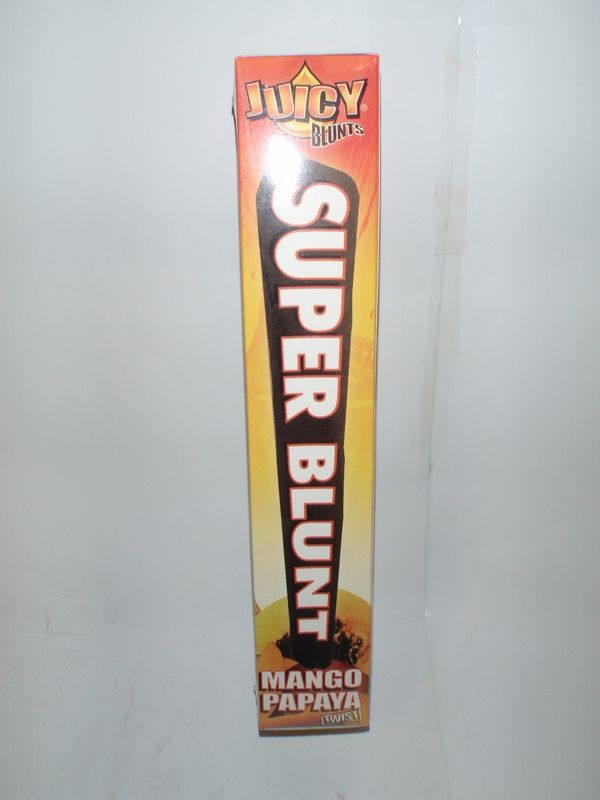 JUICY®
BLUNTS
SUPER BLUNT
MANGO
PAPAYA
TWIST